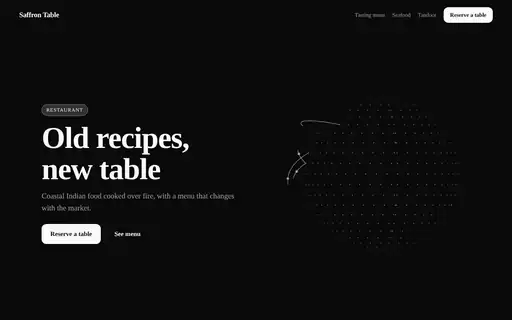 Saffron Table
Tasting menu Seafood Tandoor Reserve a table
RESTAURANT
Old recipes,
new table
Coastal Indian food cooked over fire, with a menu that changes
with the market.
Reserve a table See menu